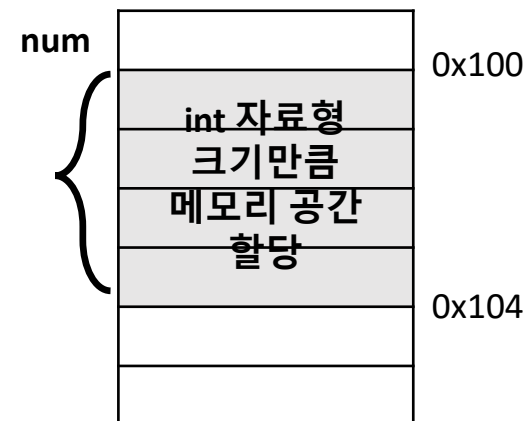 num
0x100
int 자료형
크기만큼
메모리 공간
할당
0x104